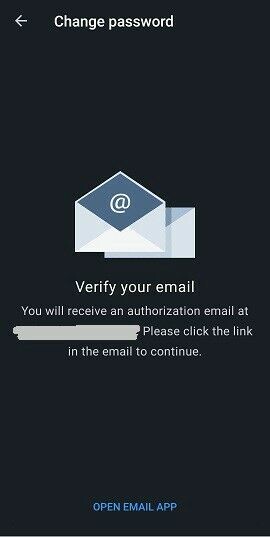 Change password
@
Verify your email
You will receive an authorization email at
Please click the link
in the email to continue.
OPEN EMAIL APP